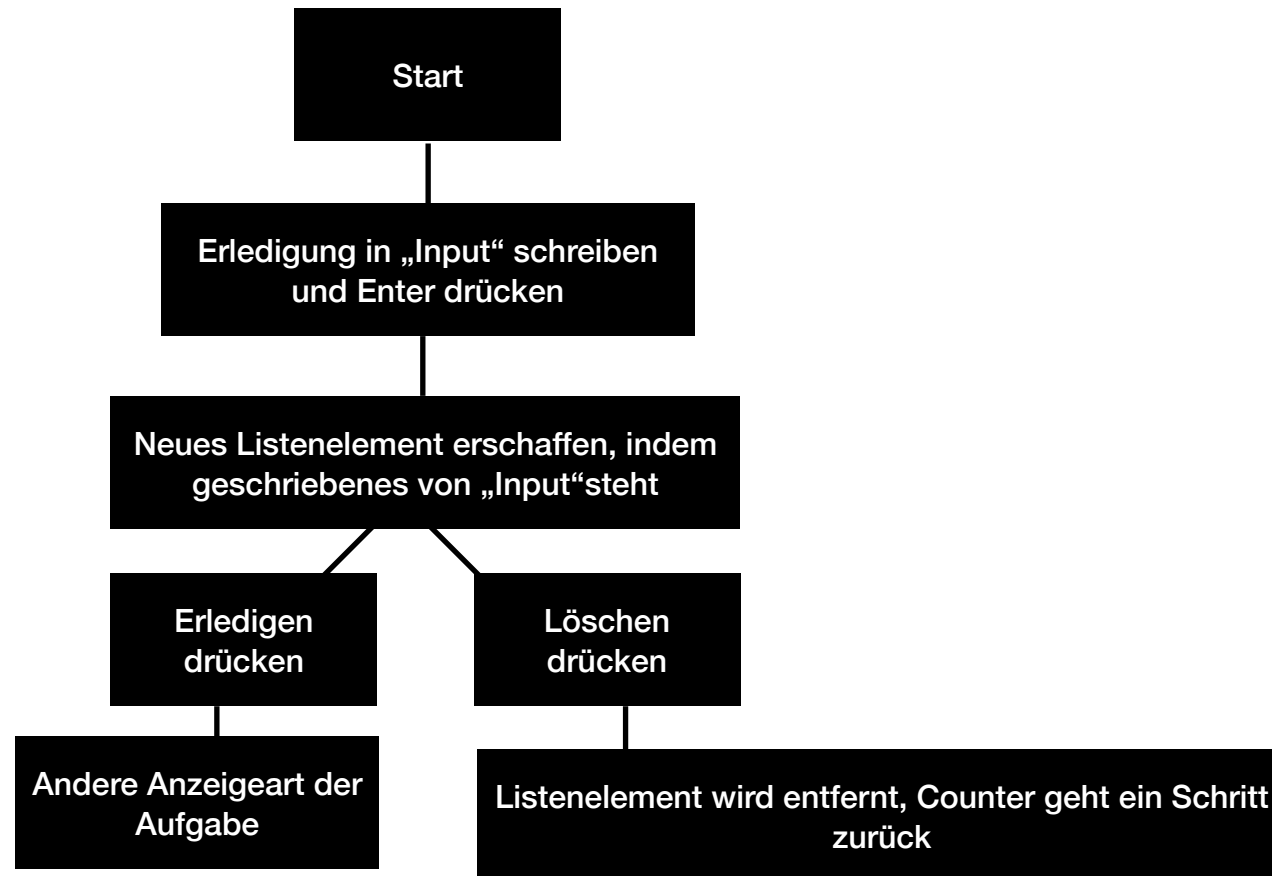 Start
Erledigung in „Input“ schreiben
und Enter drücken
Neues Listenelement erschaffen, indem
geschriebenes von „Input“steht
Erledigen
drücken
Löschen
drücken
Andere Anzeigeart der
Aufgabe
Listenelement wird entfernt, Counter geht ein Schritt
zurück